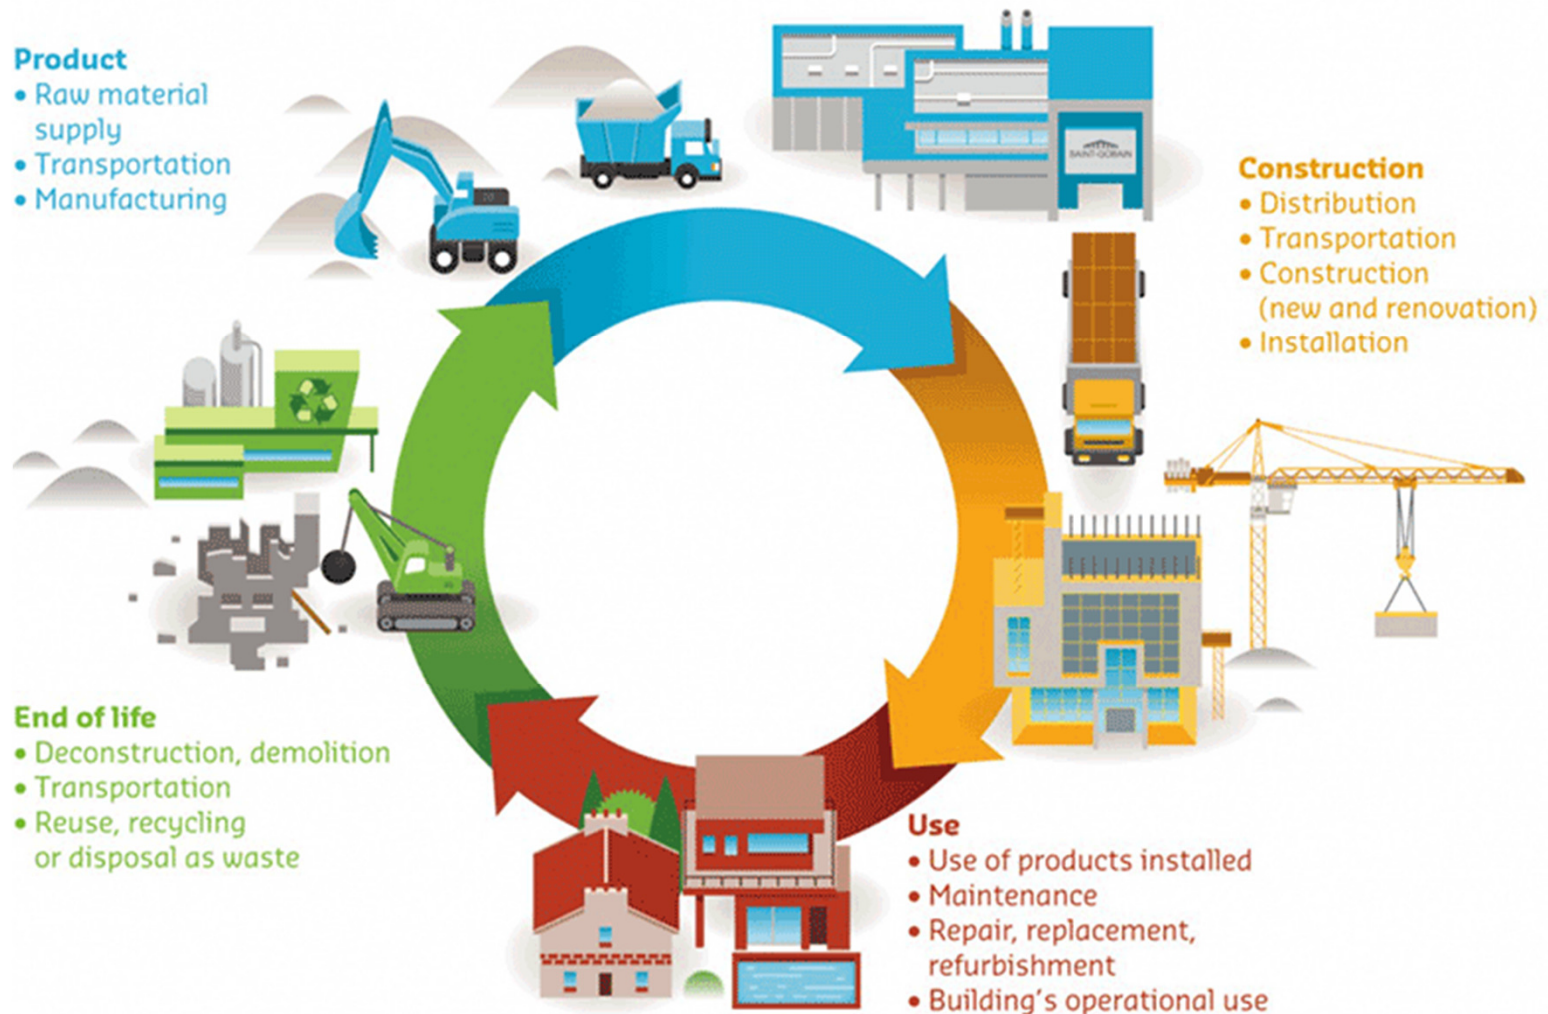 Product
• Raw material
supply
• Transportation
• Manufacturing
SAINT-GOBAIN
Construction
• Distribution
• Transportation
• Construction
(new and renovation)
• Installation
End of life
• Deconstruction, demolition
• Transportation
• Reuse, recycling
or disposal as waste
Use
• Use of products installed
• Maintenance
• Repair, replacement,
refurbishment
• Building's operational use